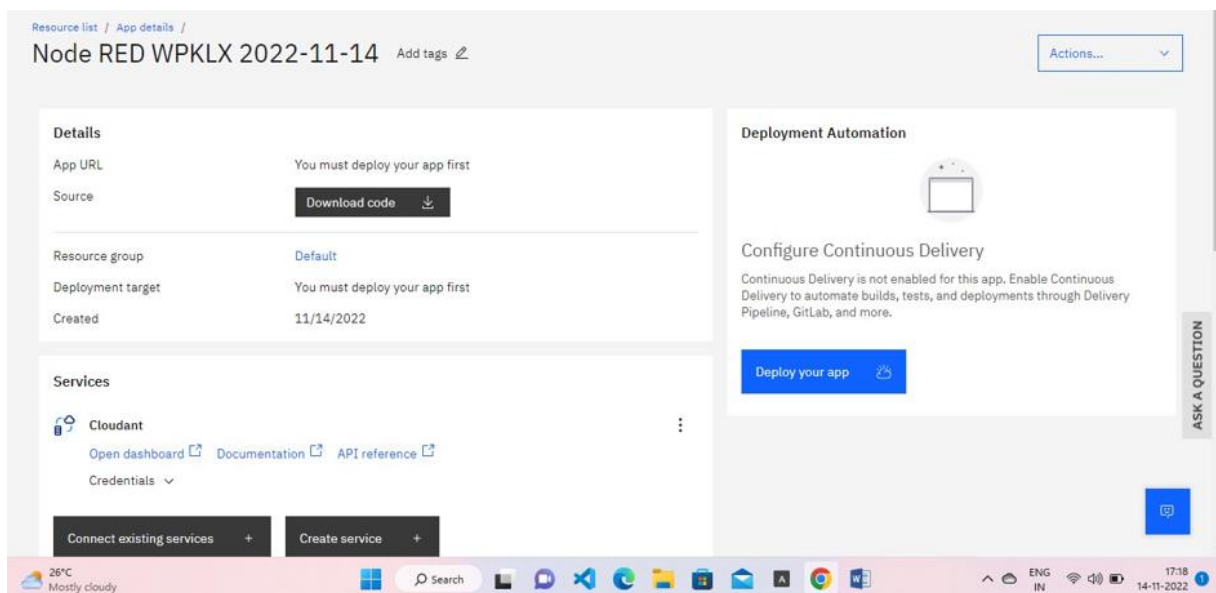 Resource list / App details /
Node RED WPKLX 2022-11-14 Add tags
Actions...
Details
App URL You must deploy your app first
Source Download code
Resource group Default
Deployment target You must deploy your app first
Created 11/14/2022
Services
Cloudant
Open dashboard Documentation API reference
Credentials
Connect existing services +
Create service +
Deployment Automation
Configure Continuous Delivery
Continuous Delivery is not enabled for this app. Enable Continuous
Delivery to automate builds, tests, and deployments through Delivery
Pipeline, GitLab, and more.
Deploy your app
ASK A QUESTION
26°C
Mostly cloudy
Search
ENG
IN
17:18
14-11-2022
1